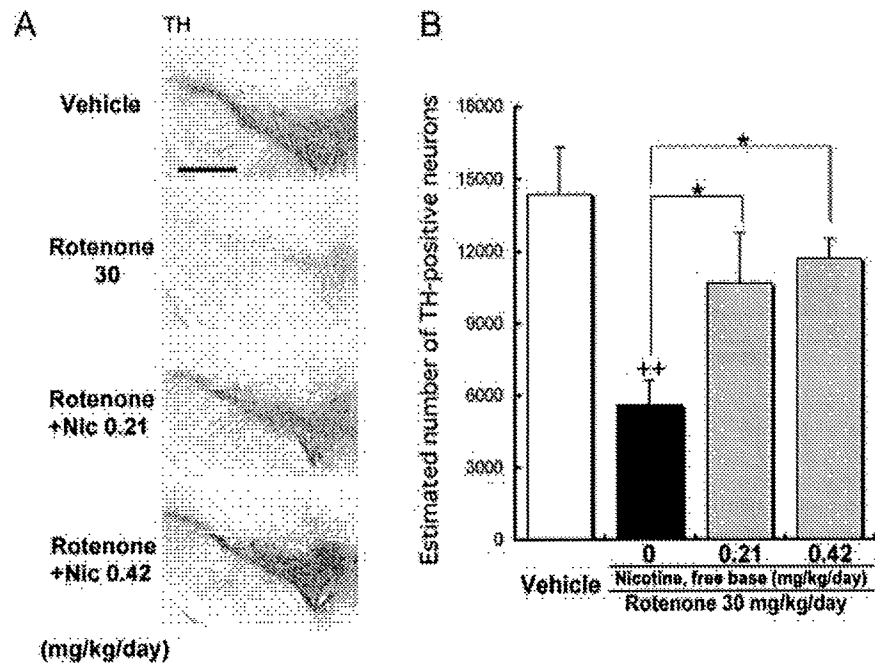 A
TH
Vehicle
Rotenone
30
Rotenone
+Nic 0.21
Rotenone
+Nic 0.42
(mg/kg/day)
B
Estimated number of TH-positive neurons
18000
15000
12000
9000
6000
3000
0
*
*
++
0 0.21 0.42
Vehicle
Nicotine, free base (mg/kg/day)
Rotenone 30 mg/kg/day